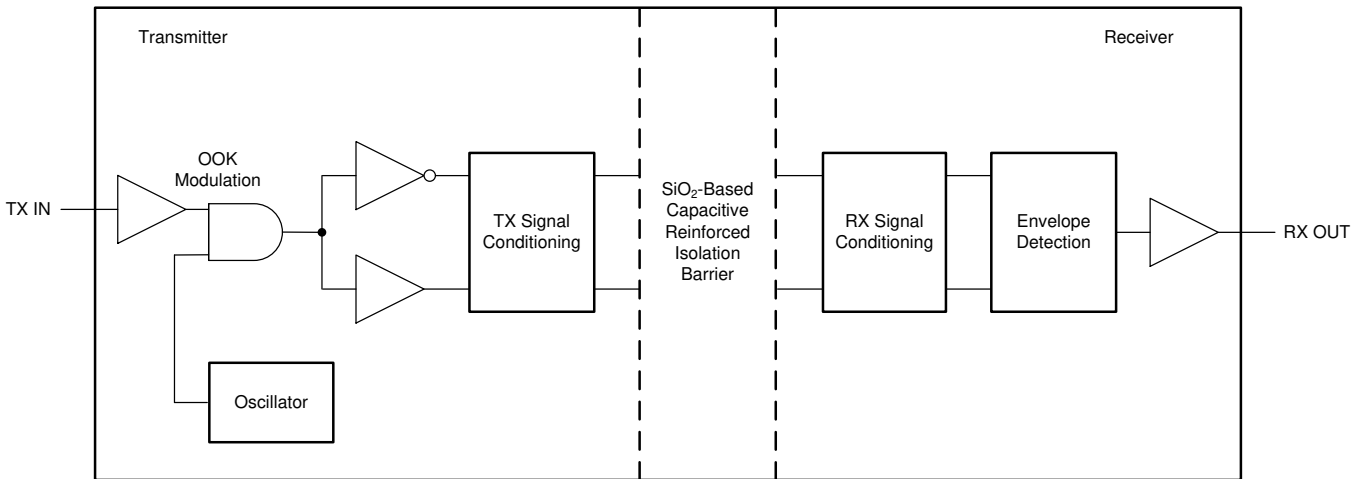 Transmitter
Receiver
OOK
Modulation
TX IN
TX Signal
Conditioning
Oscillator
SiO₂-Based
Capacitive
Reinforced
Isolation
Barrier
RX Signal
Conditioning
Envelope
Detection
RX OUT